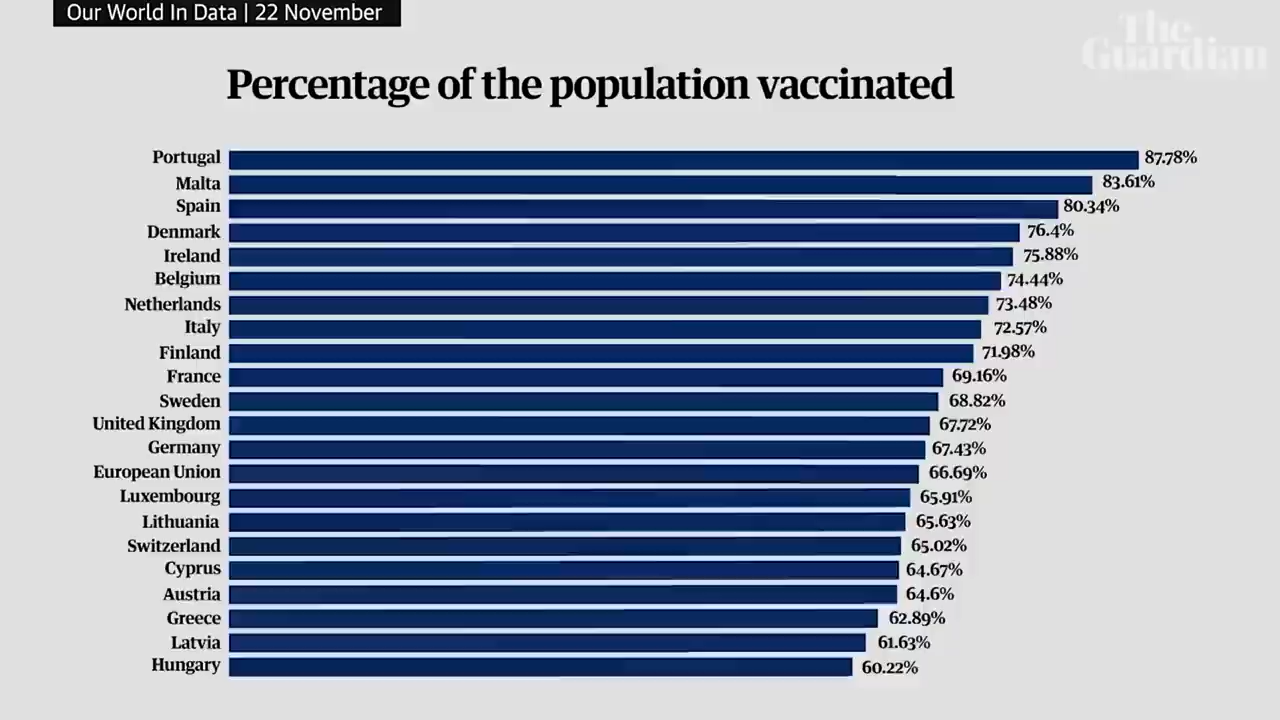 Our World In Data | 22 November
The
Guardian
Percentage of the population vaccinated
Portugal 87.78%
Malta 83.61%
Spain 80.34%
Denmark 76.4%
Ireland 75.88%
Belgium 74.44%
Netherlands 73.48%
Italy 72.57%
Finland 71.98%
France 69.16%
Sweden 68.82%
United Kingdom 67.72%
Germany 67.43%
European Union 66.69%
Luxembourg 65.91%
Lithuania 65.63%
Switzerland 65.02%
Cyprus 64.67%
Austria 64.6%
Greece 62.89%
Latvia 61.63%
Hungary 60.22%